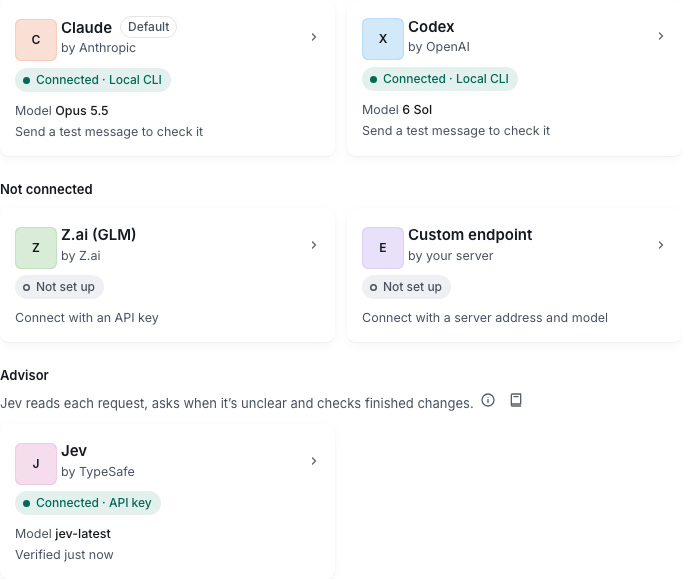 C
Claude
Default
by Anthropic
Connected · Local CLI
Model Opus 5.5
Send a test message to check it
X
Codex
by OpenAI
Connected · Local CLI
Model 6 Sol
Send a test message to check it
Not connected
Z
Z.ai (GLM)
by Z.ai
Not set up
Connect with an API key
E
Custom endpoint
by your server
Not set up
Connect with a server address and model
Advisor
Jev reads each request, asks when it’s unclear and checks finished changes.
J
Jev
by TypeSafe
Connected · API key
Model jev-latest
Verified just now